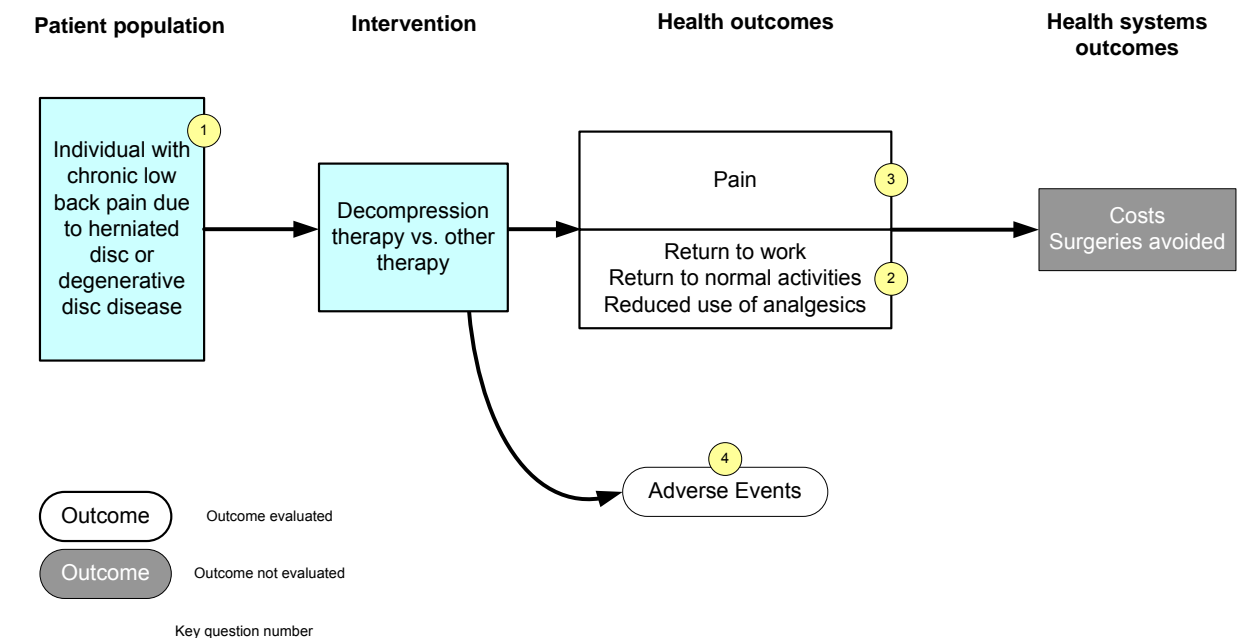 Patient population
Intervention
Health outcomes
Health systems
outcomes
1
Individual with
chronic low
back pain due
to herniated
disc or
degenerative
disc disease
Decompression
therapy vs. other
therapy
Pain
3
Return to work
Return to normal activities
Reduced use of analgesics
2
Costs
Surgeries avoided
4
Adverse Events
Outcome
Outcome evaluated
Outcome
Outcome not evaluated
Key question number